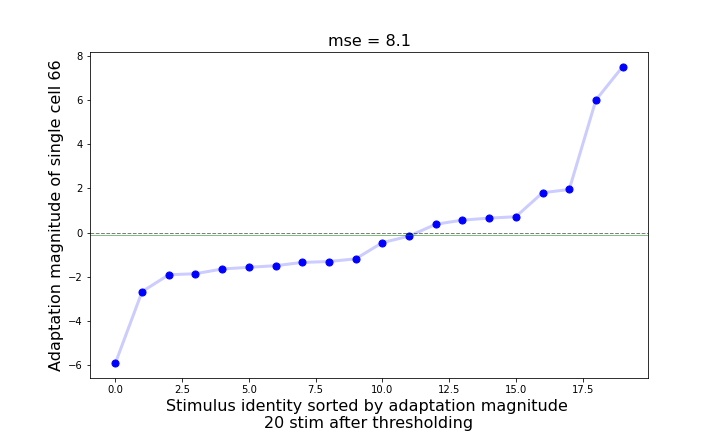 mse = 8.1
Adaptation magnitude of single cell 66
8
6
4
2
0
−2
−4
−6
0.0 2.5 5.0 7.5 10.0 12.5 15.0 17.5
Stimulus identity sorted by adaptation magnitude
20 stim after thresholding